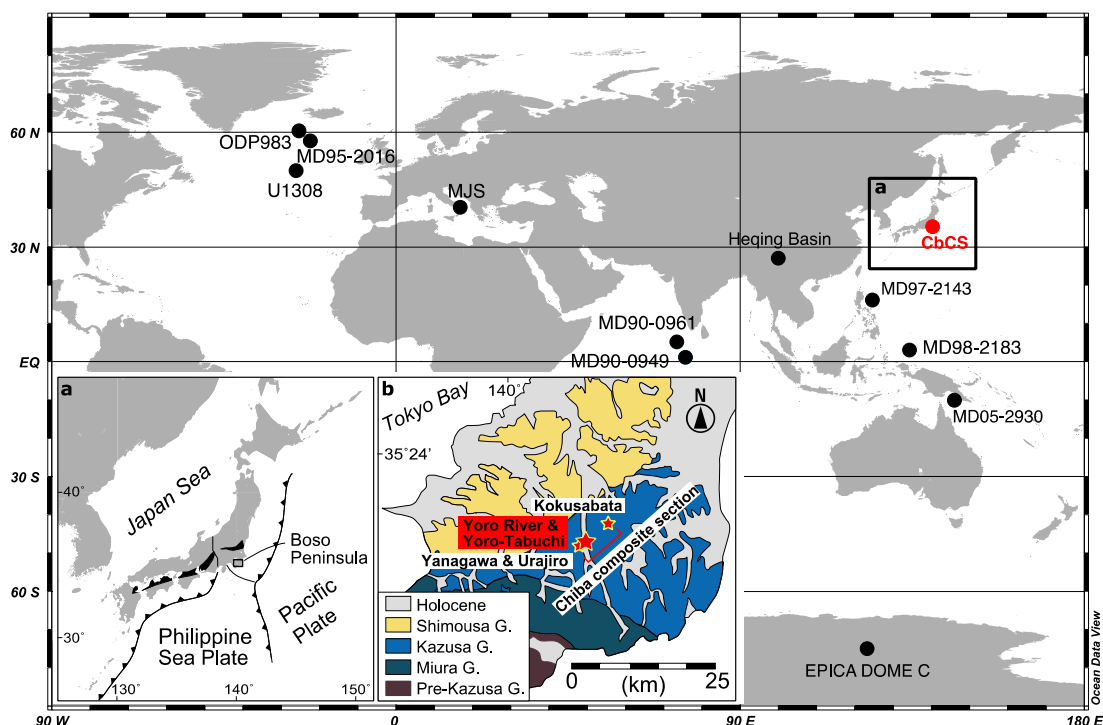 60 N
30 N
EQ
30 S
60 S
90 W
0
90 E
180 E
ODP983
MD95-2016
U1308
MJS
Heqing Basin
a
CbCS
MD97-2143
MD90-0961
MD90-0949
MD98-2183
MD05-2930
EPICA DOME C
Ocean Data View
a
Japan Sea
40˚
30˚
Boso
Peninsula
Pacific
Plate
Philippine
Sea Plate
130˚
140˚
150˚
b
Tokyo Bay
140˚
N
35˚24'
Kokusabata
Yoro River &
Yoro-Tabuchi
Yanagawa & Urajiro
Chiba composite section
Holocene
Shimousa G.
Kazusa G.
Miura G.
Pre-Kazusa G.
0
(km)
25